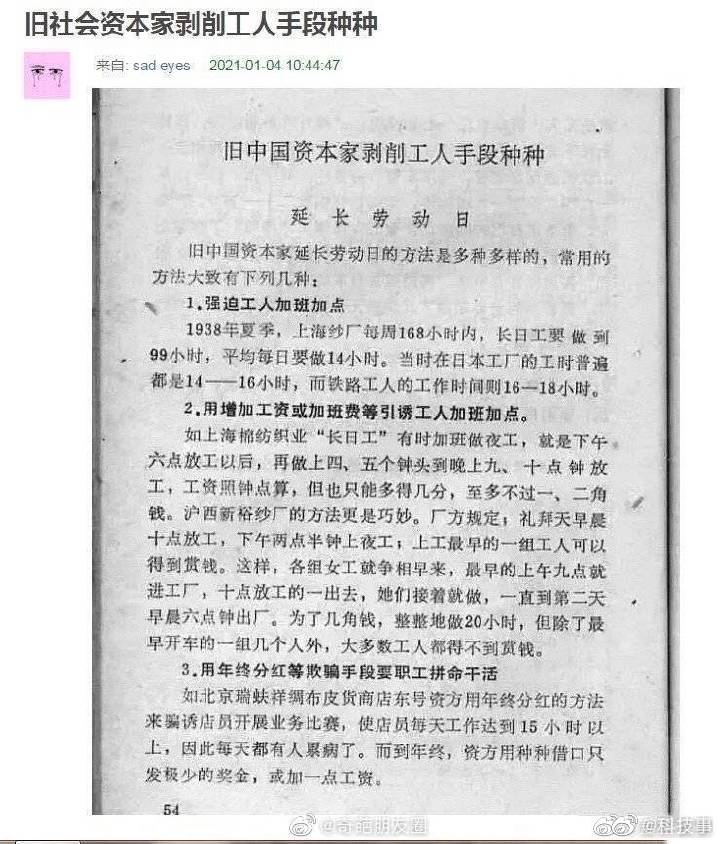 旧社会资本家剥削工人手段种种
来自: sad eyes 2021-01-04 10:44:47
旧中国资本家剥削工人手段种种
延长劳动日
旧中国资本家延长劳动日的方法是多种多样的，常用的
方法大致有下列几种：
1.强迫工人加班加点
1938年夏季，上海纱厂每周168小时内，长日工要做到
99小时，平均每日要做14小时。当时在日本工厂的工时普遍
都是14——16小时，而铁路工人的工作时间则16—18小时。
2.用增加工资或加班费等引诱工人加班加点。
如上海棉纺织业“长日工”有时加班做夜工，就是下午
六点放工以后，再做上四、五个钟头到晚上九、十点钟放
工，工资照钟点算，但也只能多得几分，至多不过一、二角
钱。沪西新裕纱厂的方法更是巧妙。厂方规定；礼拜天早晨
十点放工，下午两点半钟上夜工；上工最早的一组工人可以
得到赏钱。这样，各组女工就争相早来，最早的上午九点就
进工厂，十点放工的一出去，她们接着就做，一直到第二天
早晨六点钟出厂。为了几角钱，整整地做20小时，但除了最
早开车的一组几个人外，大多数工人都得不到赏钱。
3.用年终分红等欺骗手段要职工拼命干活
如北京瑞蚨祥绸布皮货商店东号资方用年终分红的方法
来骗诱店员开展业务比赛，使店员每天工作达到15小时以
上，因此每天都有人累病了。而到年终，资方用种种借口只
发极少的奖金，或加一点工资。
54
@奇葩朋友圈
@科技事